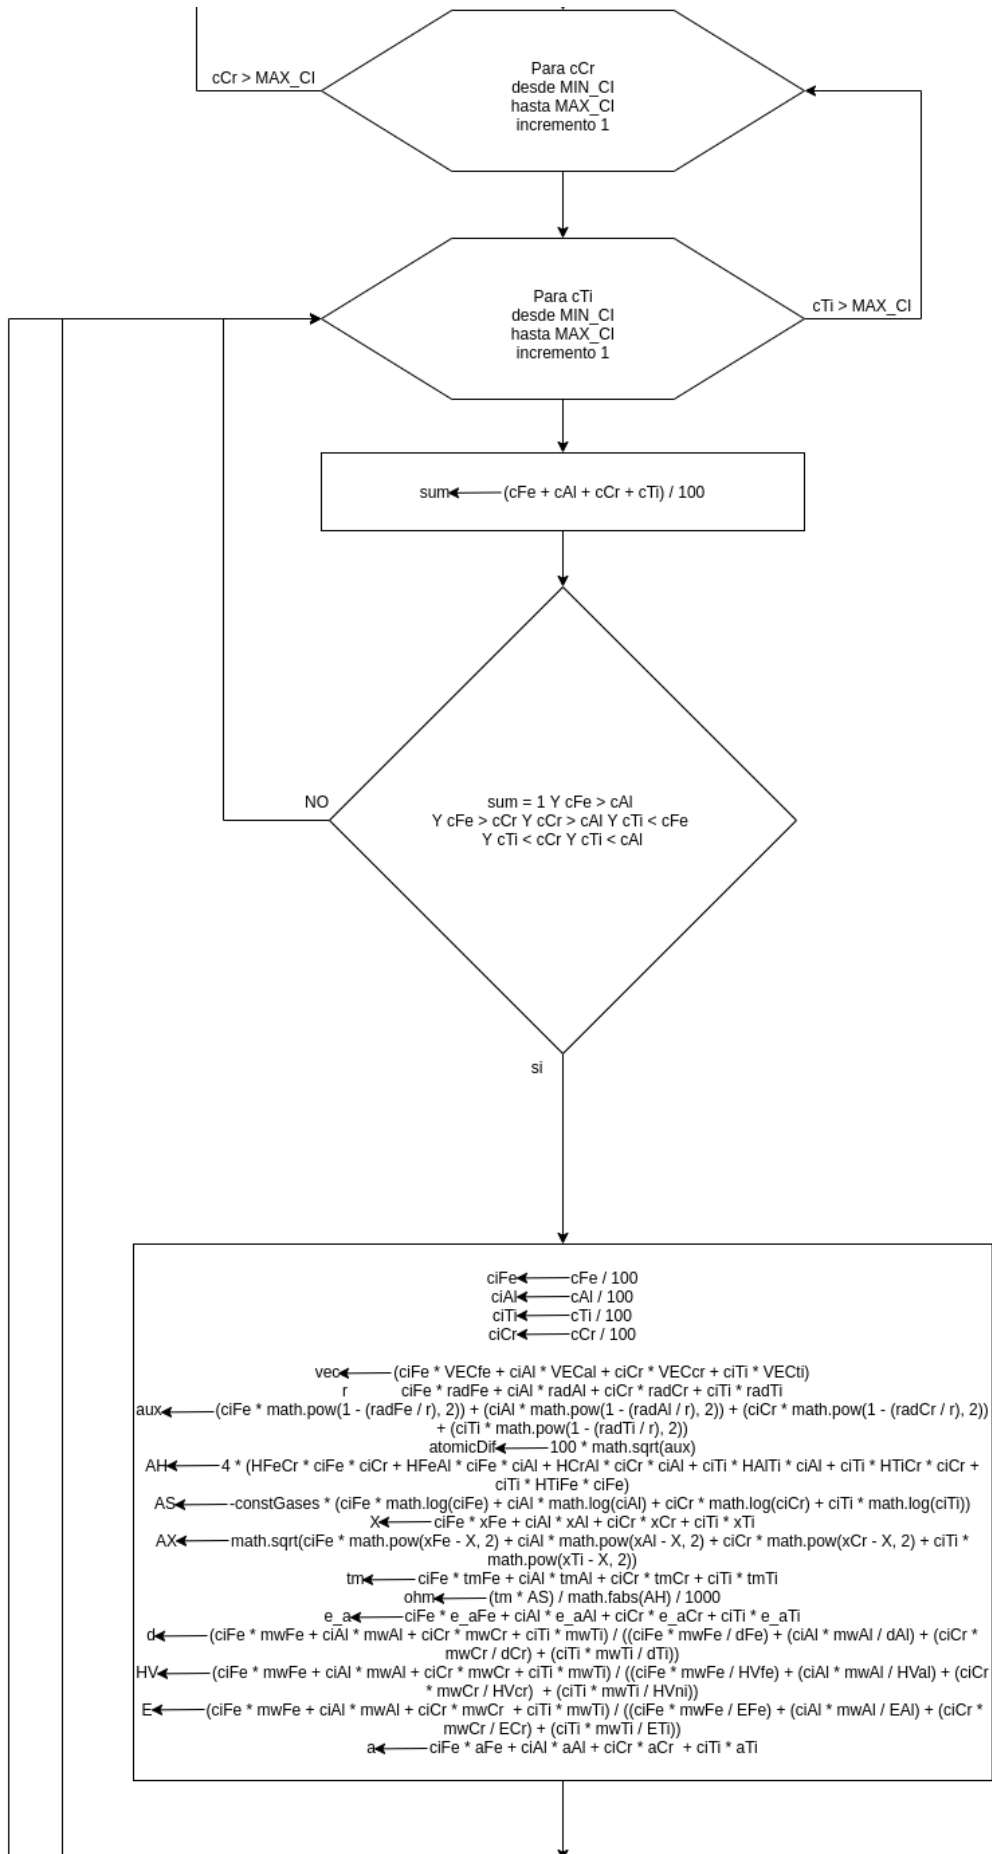 cCr > MAX_CI
Para cCr
desde MIN_CI
hasta MAX_CI
incremento 1
Para cTi
desde MIN_CI
hasta MAX_CI
incremento 1
cTi > MAX_CI
sum (cFe + cAl + cCr + cTi) / 100
NO
sum = 1 Y cFe > cAl
Y cFe > cCr Y cCr > cAl Y cTi < cFe
Y cTi < cCr Y cTi < cAl
si
ciFe cFe / 100
ciAl cAl / 100
ciTi cTi / 100
ciCr cCr / 100
vec (ciFe * VECfe + ciAl * VECal + ciCr * VECcr + ciTi * VECti)
r ciFe * radFe + ciAl * radAl + ciCr * radCr + ciTi * radTi
aux (ciFe * math.pow(1 - (radFe / r), 2)) + (ciAl * math.pow(1 - (radAl / r), 2)) + (ciCr * math.pow(1 - (radCr / r), 2))
+ (ciTi * math.pow(1 - (radTi / r), 2))
atomicDif 100 * math.sqrt(aux)
AH 4 * (HFeCr * ciFe * ciCr + HFeAl * ciFe * ciAl + HCrAl * ciCr * ciAl + ciTi * HAlTi * ciAl + ciTi * HTiCr * ciCr +
ciTi * HTiFe * ciFe)
AS -constGases * (ciFe * math.log(ciFe) + ciAl * math.log(ciAl) + ciCr * math.log(ciCr) + ciTi * math.log(ciTi))
X ciFe * xFe + ciAl * xAl + ciCr * xCr + ciTi * xTi
AX math.sqrt(ciFe * math.pow(xFe - X, 2) + ciAl * math.pow(xAl - X, 2) + ciCr * math.pow(xCr - X, 2) + ciTi *
math.pow(xTi - X, 2))
tm ciFe * tmFe + ciAl * tmAl + ciCr * tmCr + ciTi * tmTi
ohm (tm * AS) / math.fabs(AH) / 1000
e_a ciFe * e_aFe + ciAl * e_aAl + ciCr * e_aCr + ciTi * e_aTi
d (ciFe * mwFe + ciAl * mwAl + ciCr * mwCr + ciTi * mwTi) / ((ciFe * mwFe / dFe) + (ciAl * mwAl / dAl) + (ciCr *
mwCr / dCr) + (ciTi * mwTi / dTi))
HV (ciFe * mwFe + ciAl * mwAl + ciCr * mwCr + ciTi * mwTi) / ((ciFe * mwFe / HVfe) + (ciAl * mwAl / HVal) + (ciCr
* mwCr / HVcr) + (ciTi * mwTi / HVni))
E (ciFe * mwFe + ciAl * mwAl + ciCr * mwCr + ciTi * mwTi) / ((ciFe * mwFe / EFe) + (ciAl * mwAl / EAl) + (ciCr *
mwCr / ECr) + (ciTi * mwTi / ETi))
a ciFe * aFe + ciAl * aAl + ciCr * aCr + ciTi * aTi